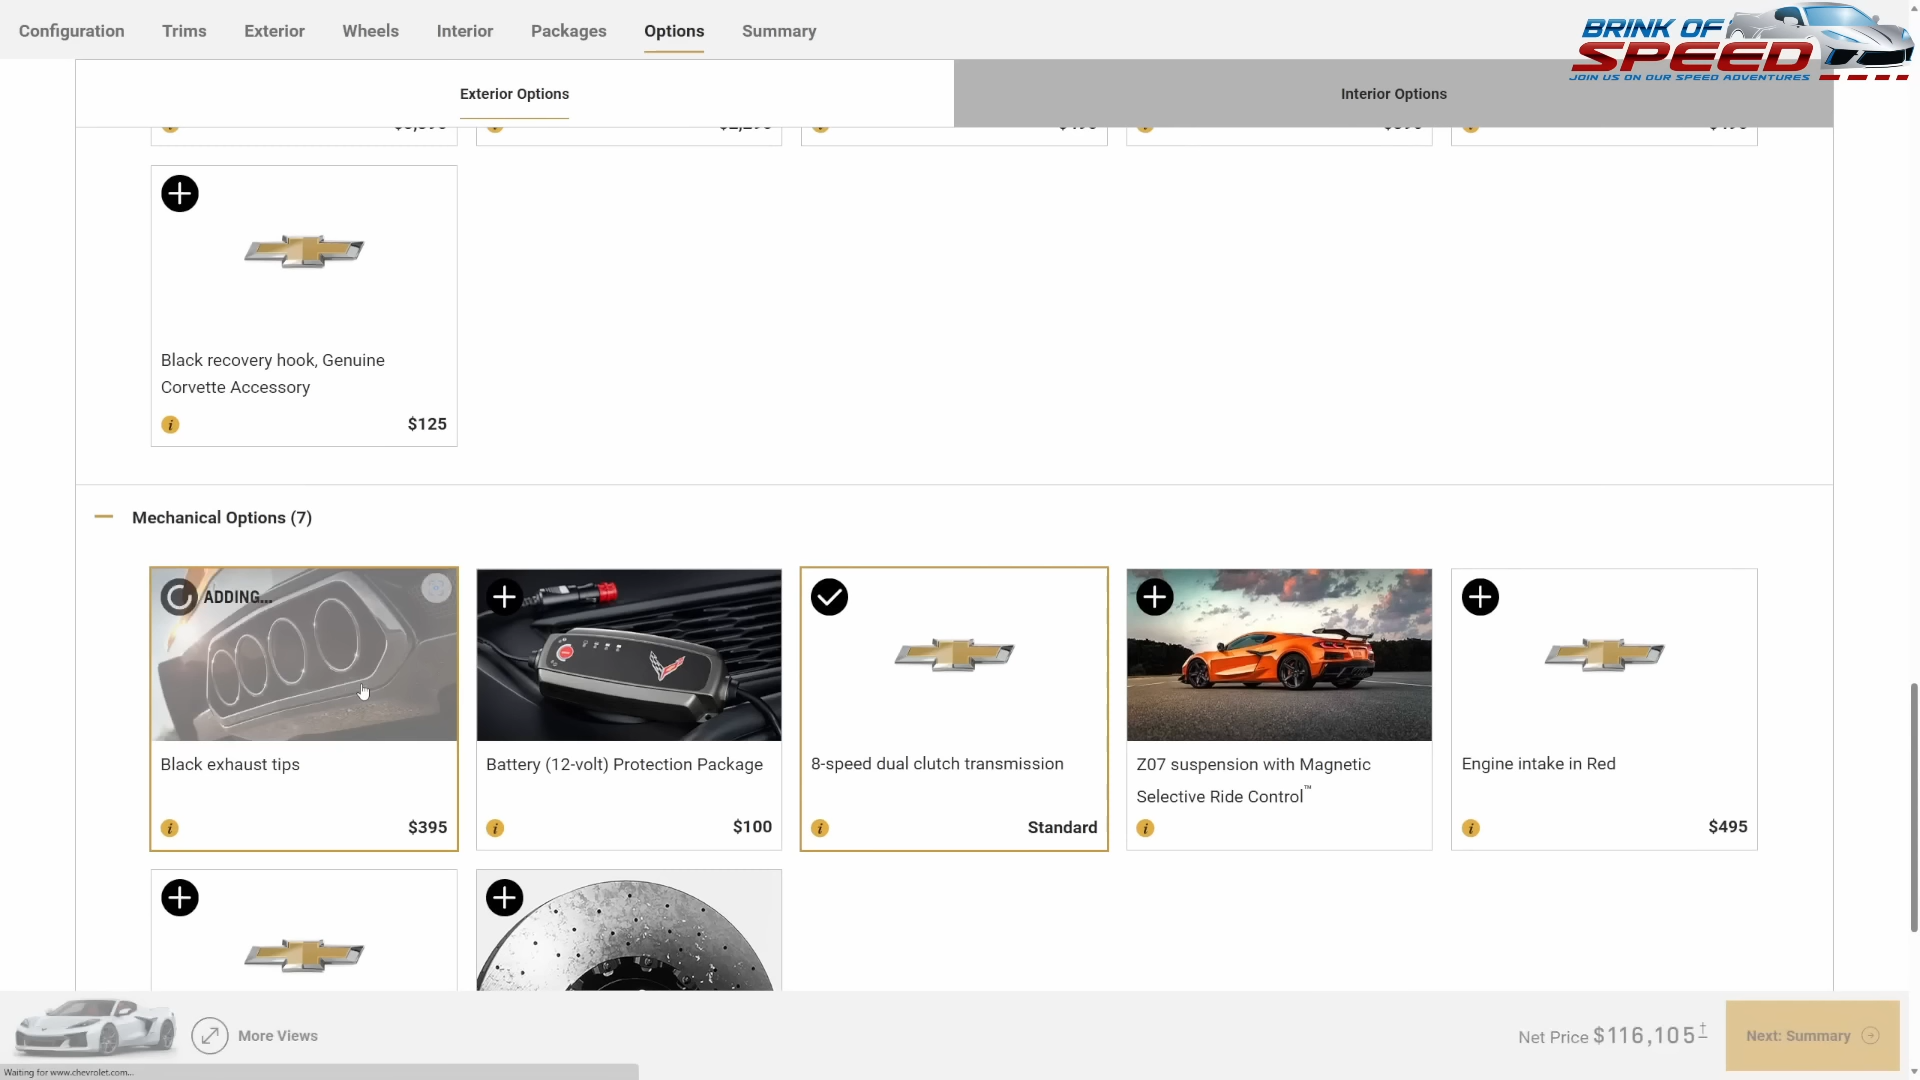 Configuration
Trims
Exterior
Wheels
Interior
Packages
Options
Summary
BRINK OF
SPEED
JOIN US ON OUR SPEED ADVENTURES
Exterior Options
Interior Options
Black recovery hook, Genuine
Corvette Accessory
i
$125
Mechanical Options (7)
ADDING...
Black exhaust tips
i
$395
Battery (12-volt) Protection Package
i
$100
8-speed dual clutch transmission
i
Standard
Z07 suspension with Magnetic
Selective Ride Control™
i
Engine intake in Red
i
$495
More Views
Net Price $116,105†
Next: Summary
Waiting for www.chevrolet.com...